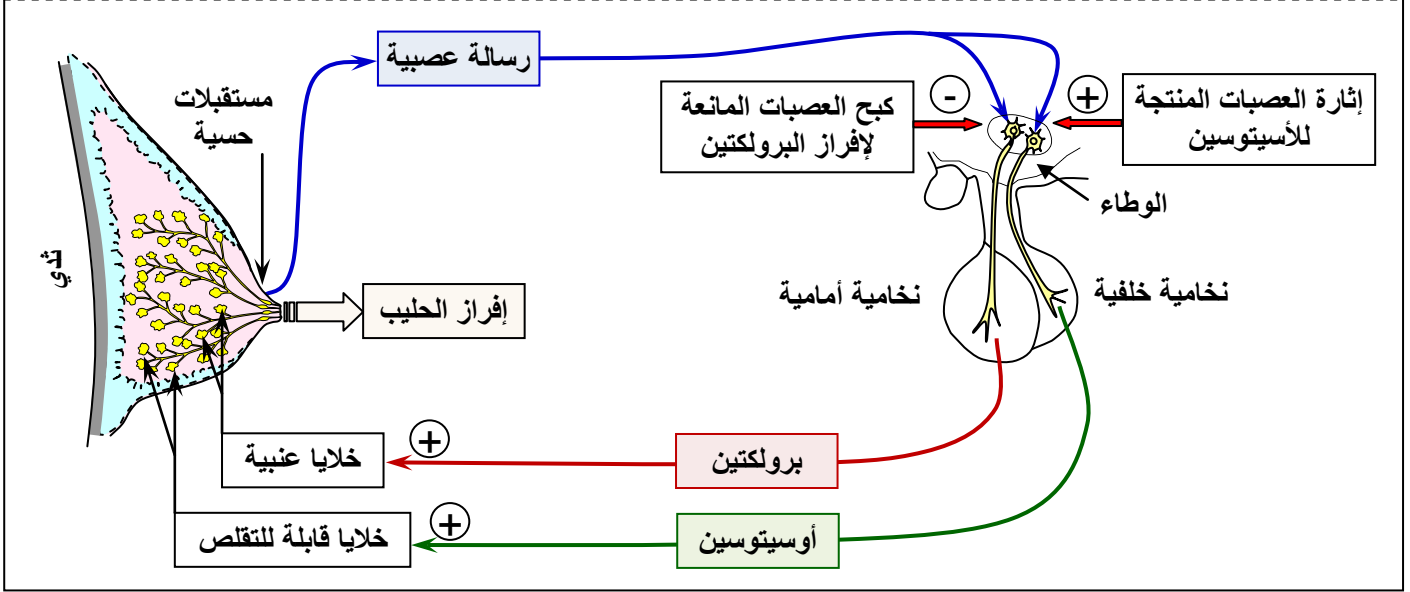 رسالة عصبية
مستقبلات
حسية
كبح العصبات المانعة
لإفراز البرولكتين
-
+
إثارة العصبات المنتجة
للأسيتوسين
الوطاء
ثدي
نخامية أمامية
نخامية خلفية
إفراز الحليب
خلايا عنبية
+
برولكتين
خلايا قابلة للتقلص
+
أوسيتوسين